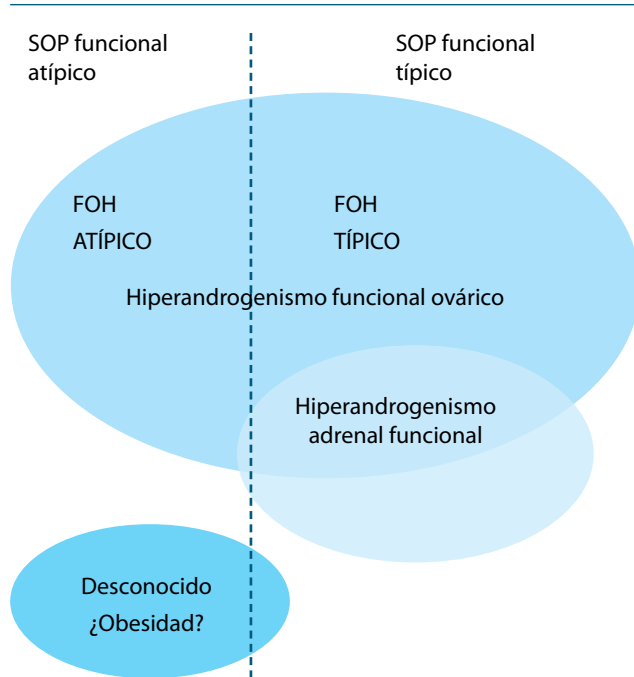 SOP funcional
atípico
SOP funcional
típico
FOH
ATÍPICO
FOH
TÍPICO
Hiperandrogenismo funcional ovárico
Hiperandrogenismo
adrenal funcional
Desconocido
¿Obesidad?